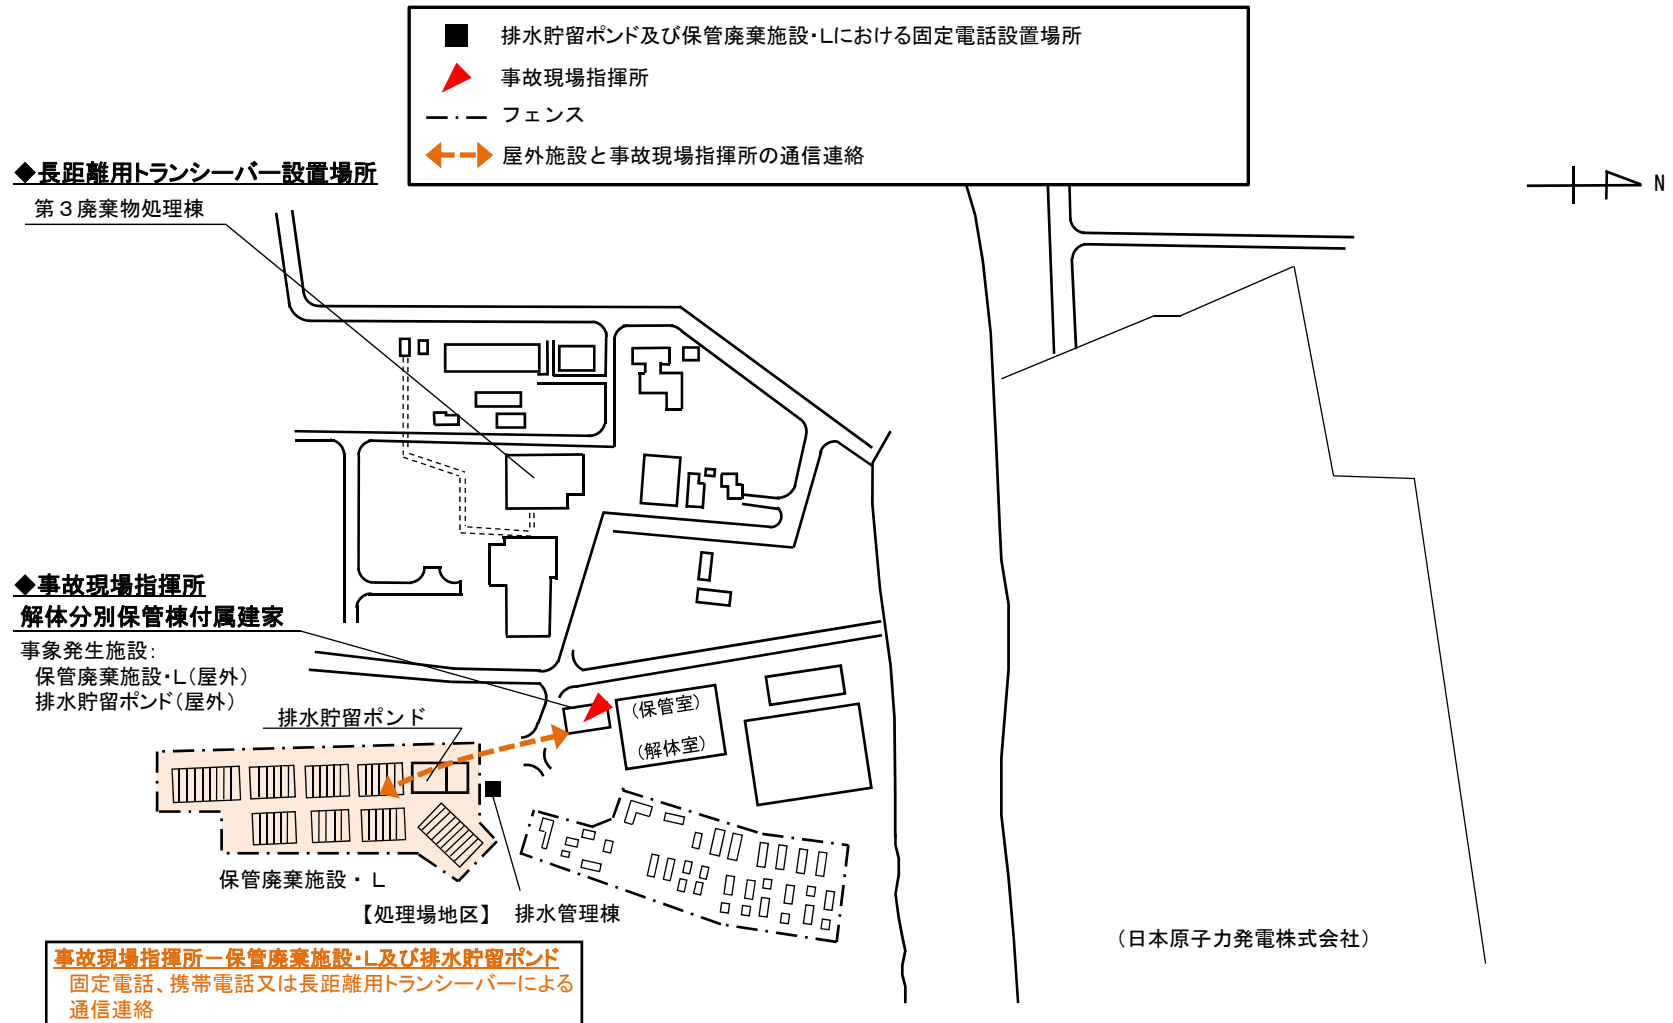 排水貯留ポンド及び保管廃棄施設・Lにおける固定電話設置場所
事故現場指揮所
フェンス
屋外施設と事故現場指揮所の通信連絡
◆長距離用トランシーバー設置場所
第3廃棄物処理棟
N
◆事故現場指揮所
解体分別保管棟付属建家
事象発生施設:
保管廃棄施設・L(屋外)
排水貯留ポンド(屋外)
排水貯留ポンド
(保管室)
(解体室)
保管廃棄施設・L
【処理場地区】 排水管理棟
(日本原子力発電株式会社)
事故現場指揮所-保管廃棄施設・L及び排水貯留ポンド
固定電話、携帯電話又は長距離用トランシーバーによる
通信連絡